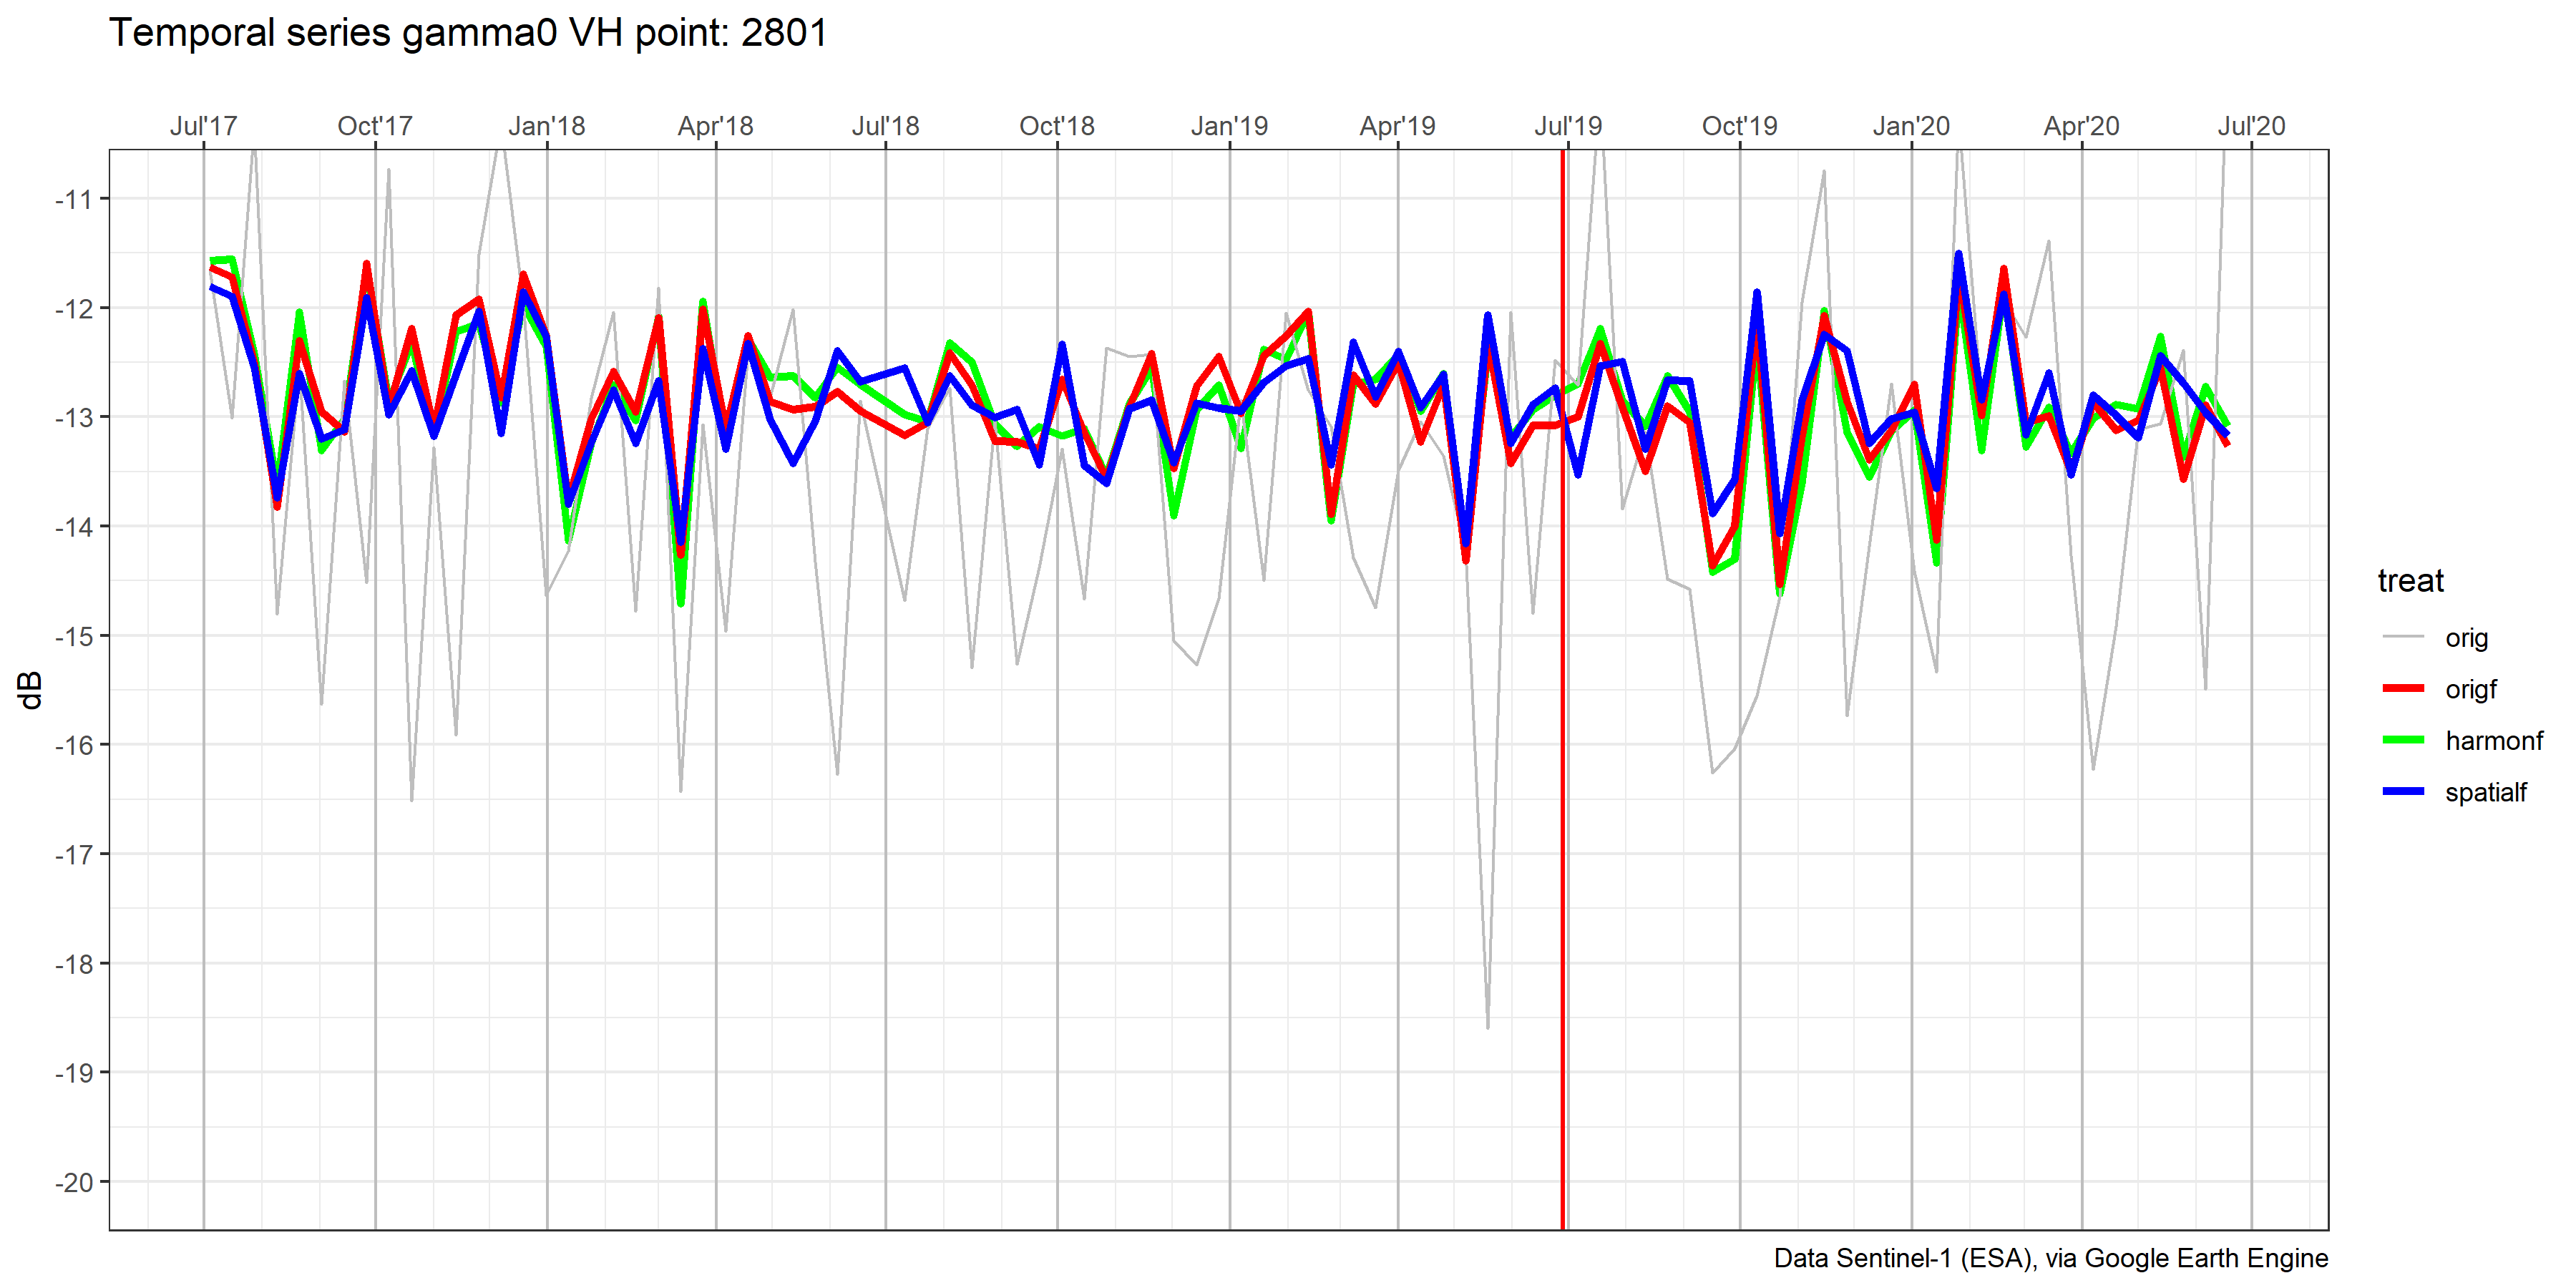 Temporal series gamma0 VH point: 2801
Jul'17 Oct'17 Jan'18 Apr'18 Jul'18 Oct'18 Jan'19 Apr'19 Jul'19 Oct'19 Jan'20 Apr'20 Jul'20
-11
-12
-13
-14
-15
-16
-17
-18
-19
-20
dB
treat
orig
origf
harmonf
spatialf
Data Sentinel-1 (ESA), via Google Earth Engine